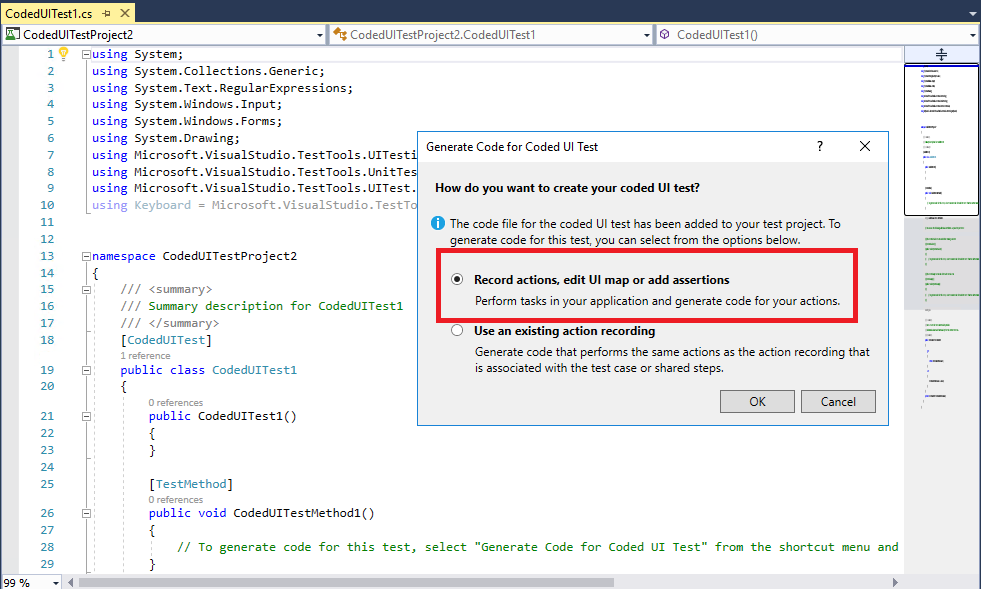 CodedUITest1.cs
CodedUITestProject2
CodedUITestProject2.CodedUITest1
CodedUITest1()
1 using System;
2 using System.Collections.Generic;
3 using System.Text.RegularExpressions;
4 using System.Windows.Input;
5 using System.Windows.Forms;
6 using System.Drawing;
7 using Microsoft.VisualStudio.TestTools.UITesti
8 using Microsoft.VisualStudio.TestTools.UnitTes
9 using Microsoft.VisualStudio.TestTools.UITest.
10 using Keyboard = Microsoft.VisualStudio.TestTo
11
12
13 namespace CodedUITestProject2
14 {
15 /// <summary>
16 /// Summary description for CodedUITest1
17 /// </summary>
18 [CodedUITest]
1 reference
19 public class CodedUITest1
20 {
0 references
21 public CodedUITest1()
22 {
23 }
24
25 [TestMethod]
0 references
26 public void CodedUITestMethod1()
27 {
28 // To generate code for this test, select "Generate Code for Coded UI Test" from the shortcut menu and
29 }
99 %
Generate Code for Coded UI Test
?
How do you want to create your coded UI test?
The code file for the coded UI test has been added to your test project. To
generate code for this test, you can select from the options below.
Record actions, edit UI map or add assertions
Perform tasks in your application and generate code for your actions.
Use an existing action recording
Generate code that performs the same actions as the action recording that
is associated with the test case or shared steps.
OK
Cancel